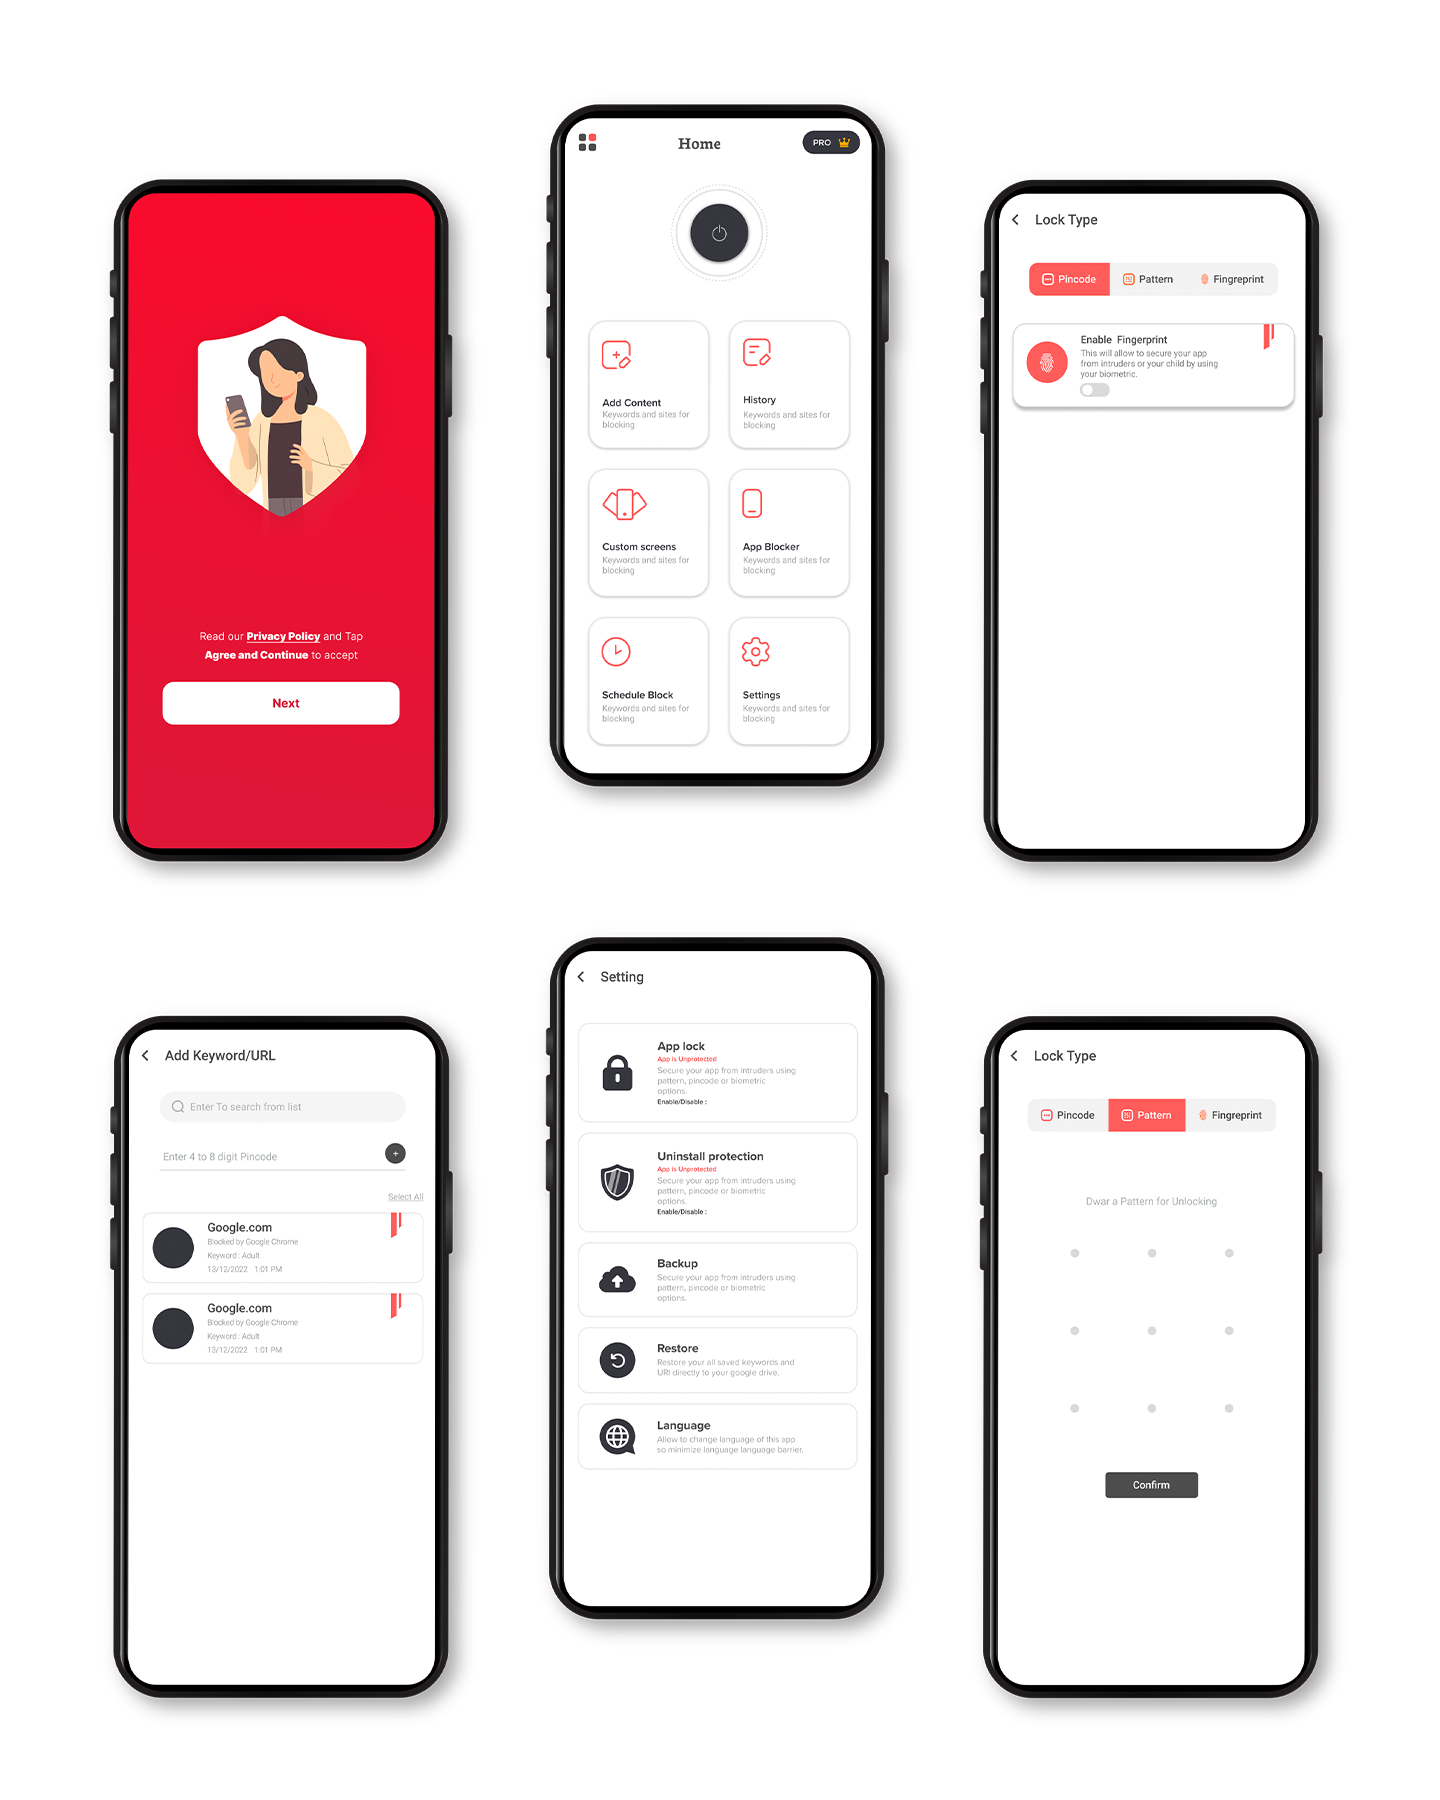 Read our Privacy Policy and Tap
Agree and Continue to accept
Next
Home
PRO
Add Content
Keywords and sites for
blocking
History
Keywords and sites for
blocking
Custom screens
Keywords and sites for
blocking
App Blocker
Keywords and sites for
blocking
Schedule Block
Keywords and sites for
blocking
Settings
Keywords and sites for
blocking
Lock Type
Pincode
Pattern
Fingreprint
Enable Fingerprint
This will allow to secure your app
from intruders or your child by using
your biometric.
Add Keyword/URL
Enter To search from list
Enter 4 to 8 digit Pincode
Select All
Google.com
Blocked by Google Chrome
Keyword : Adult
13/12/2022 1:01 PM
Google.com
Blocked by Google Chrome
Keyword : Adult
13/12/2022 1:01 PM
Setting
App lock
App is Unprotected
Secure your app from intruders using
pattern, pincode or biometric
options.
Enable/Disable :
Uninstall protection
App is Unprotected
Secure your app from intruders using
pattern, pincode or biometric
options.
Enable/Disable :
Backup
Secure your app from intruders using
pattern, pincode or biometric
options.
Restore
Restore your all saved keywords and
URl directly to your google drive.
Language
Allow to change language of this app
so minimize language language barrier.
Lock Type
Pincode
Pattern
Fingreprint
Dwar a Pattern for Unlocking
Confirm